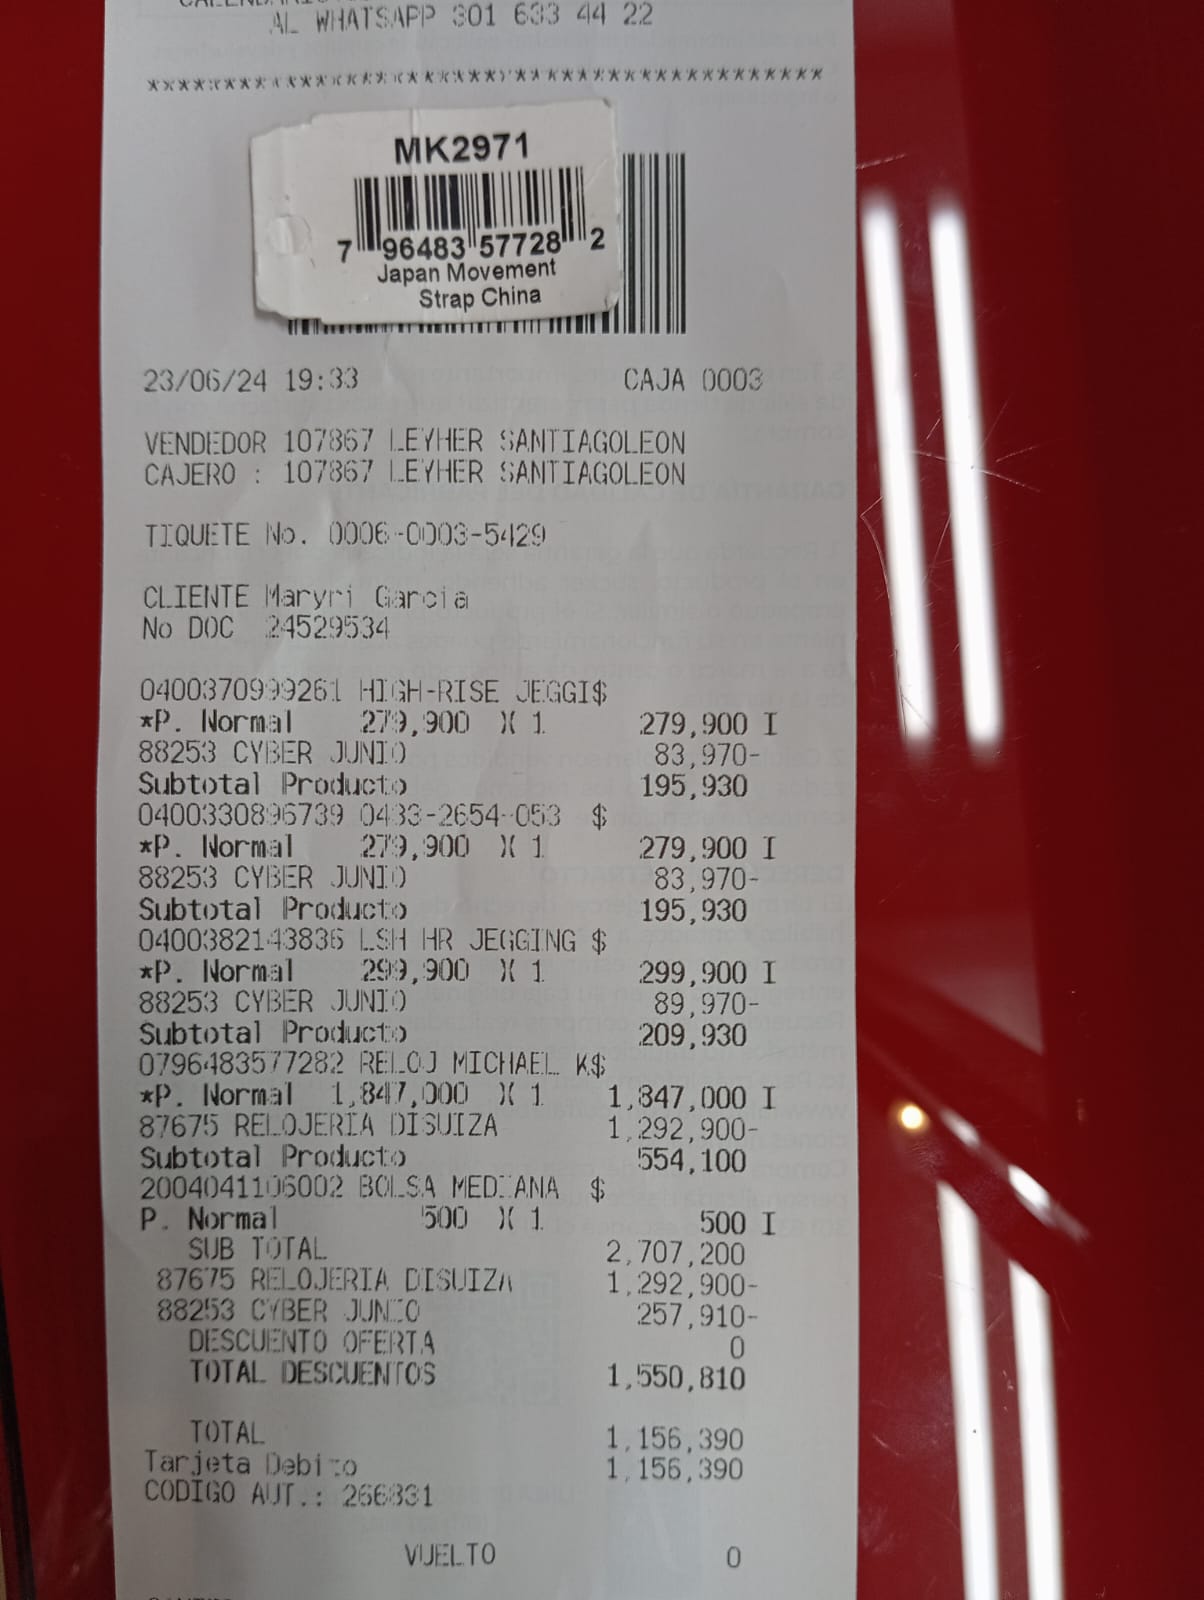 AL WHATSAPP 301 633 44 22
MK2971
7 96483 57728 2
Japan Movement
Strap China
23/06/24 19:33 CAJA 0003
VENDEDOR 107867 LEYHER SANTIAGOLEON
CAJERO : 107867 LEYHER SANTIAGOLEON
TIQUETE No. 0006-0003-5429
CLIENTE Maryri Garcia
No DOC 24529534
0400370999261 HIGH-RISE JEGGI$
*P. Normal 279,900 X 1 279,900 I
88253 CYBER JUNIO 83,970-
Subtotal Producto 195,930
0400330896739 0433-2654-053 $
*P. Normal 279,900 X 1 279,900 I
88253 CYBER JUNIO 83,970-
Subtotal Producto 195,930
0400382143836 LSH HR JEGGING $
*P. Normal 299,900 X 1 299,900 I
88253 CYBER JUNIO 89,970-
Subtotal Producto 209,930
0796483577282 RELOJ MICHAEL K$
*P. Normal 1,847,000 X 1 1,847,000 I
87675 RELOJERIA DISUIZA 1,292,900-
Subtotal Producto 554,100
2004041106002 BOLSA MEDIANA $
P. Normal 500 X 1 500 I
SUB TOTAL 2,707,200
87675 RELOJERIA DISUIZA 1,292,900-
88253 CYBER JUNIO 257,910-
DESCUENTO OFERTA 0
TOTAL DESCUENTOS 1,550,810
TOTAL 1,156,390
Tarjeta Debito 1,156,390
CODIGO AUT.: 266831
VUELTO 0